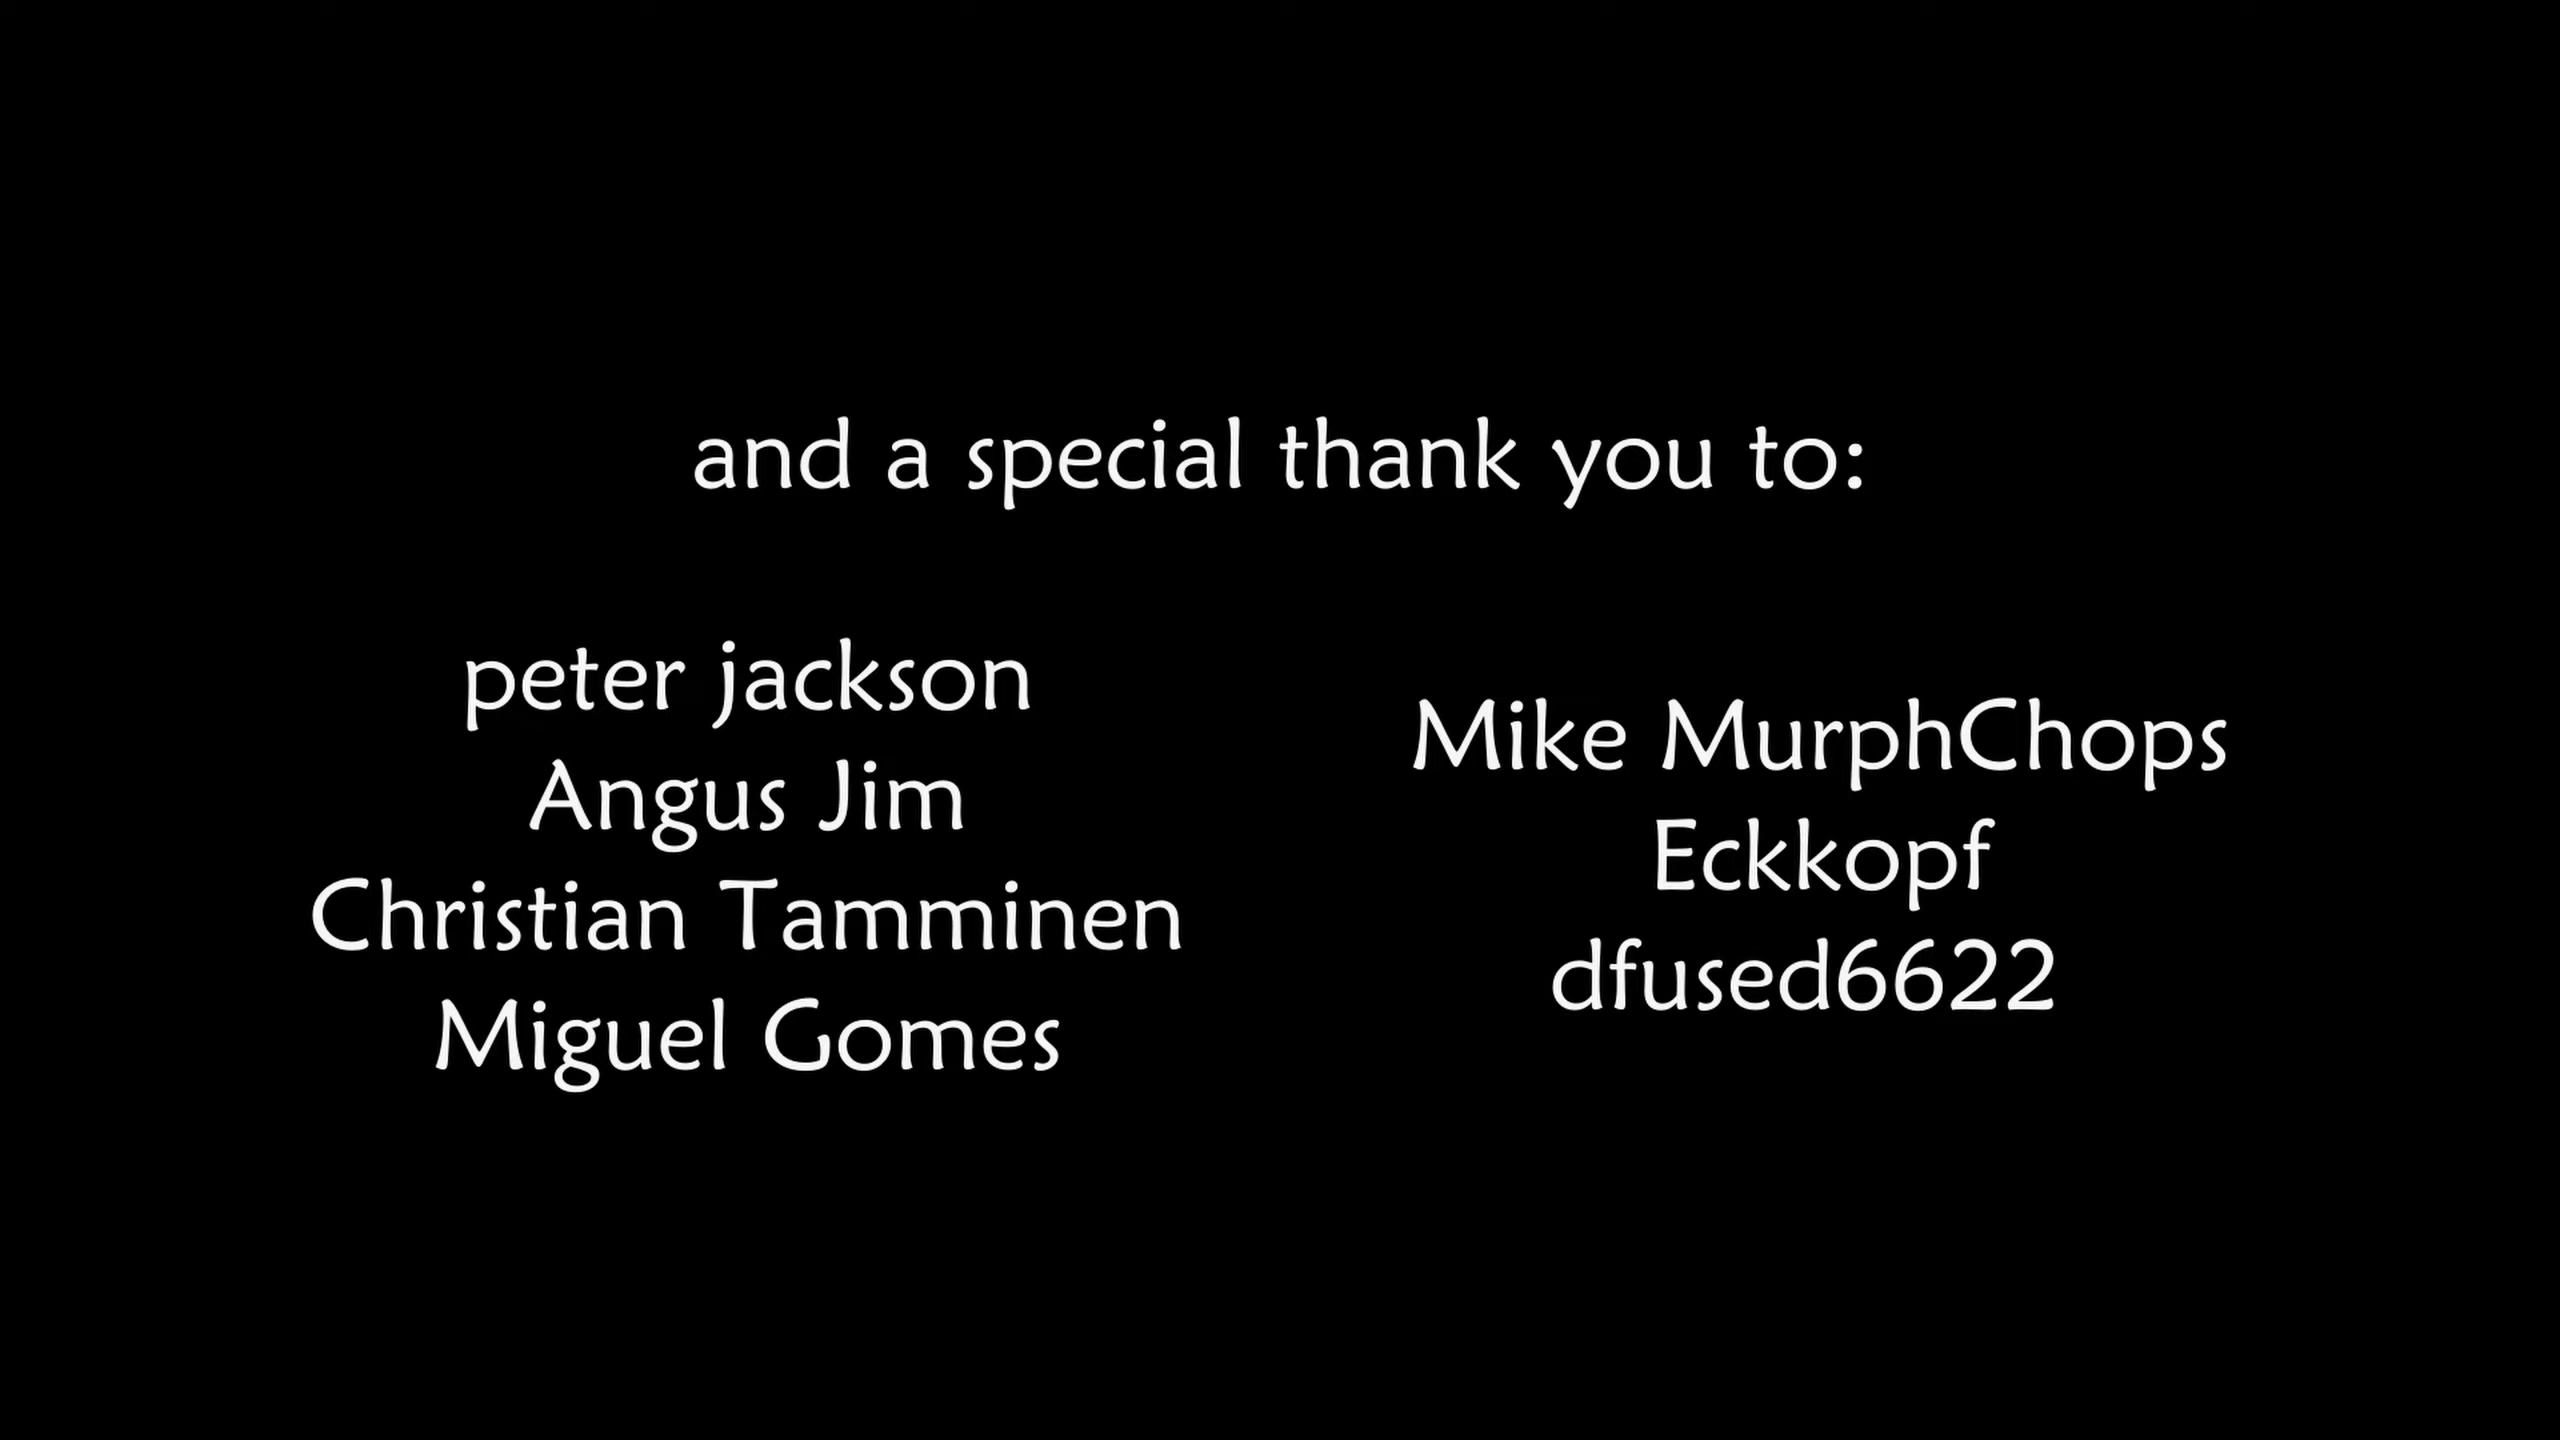 and a special thank you to:
peter jackson
Angus Jim
Christian Tamminen
Miguel Gomes
Mike MurphChops
Eckkopf
dfused6622